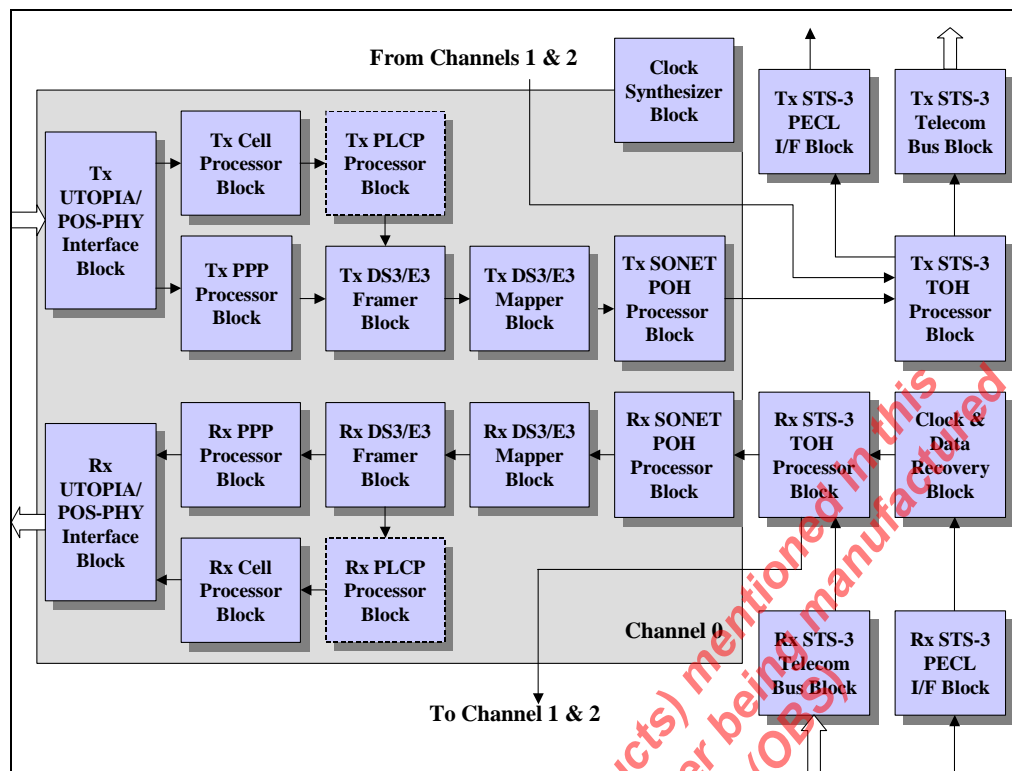 From Channels 1 & 2
Clock
Synthesizer
Block
Tx STS-3
PECL
I/F Block
Tx STS-3
Telecom
Bus Block
Tx
UTOPIA/
POS-PHY
Interface
Block
Tx Cell
Processor
Block
Tx PLCP
Processor
Block
Tx PPP
Processor
Block
Tx DS3/E3
Framer
Block
Tx DS3/E3
Mapper
Block
Tx SONET
POH
Processor
Block
Tx STS-3
TOH
Processor
Block
Rx
UTOPIA/
POS-PHY
Interface
Block
Rx PPP
Processor
Block
Rx DS3/E3
Framer
Block
Rx DS3/E3
Mapper
Block
Rx SONET
POH
Processor
Block
Rx STS-3
TOH
Processor
Block
Clock &
Data
Recovery
Block
Rx Cell
Processor
Block
Rx PLCP
Processor
Block
Channel 0
Rx STS-3
Telecom
Bus Block
Rx STS-3
PECL
I/F Block
To Channel 1 & 2
cts) mentioned in this
er being manufactured
(OBS)